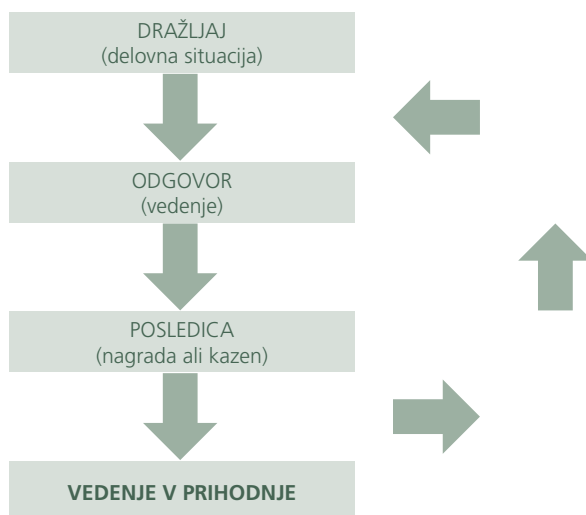 DRAŽLJAJ
(delovna situacija)
ODGOVOR
(vedenje)
POSLEDICA
(nagrada ali kazen)
VEDENJE V PRIHODNJE